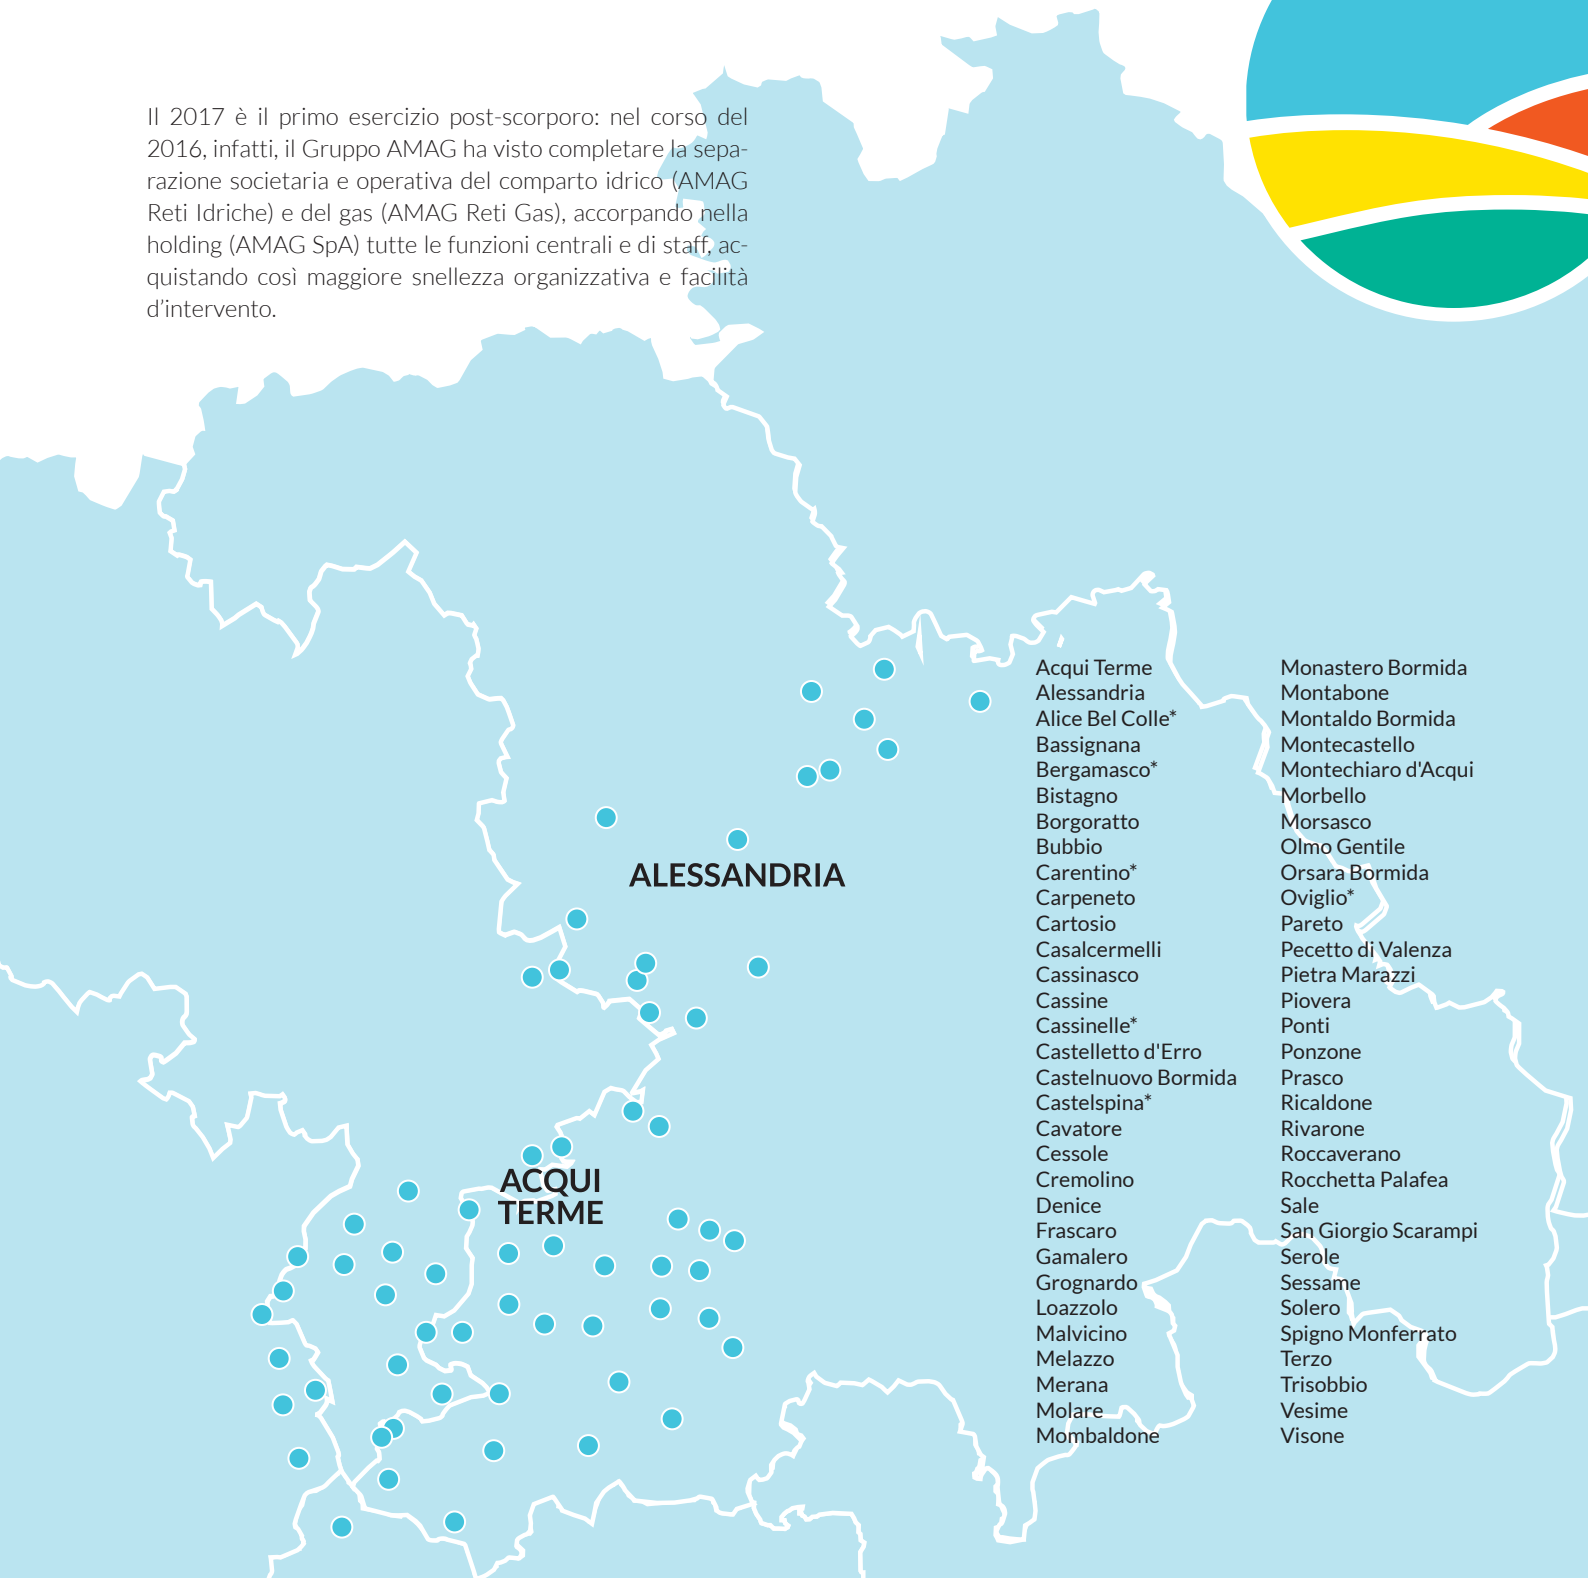 Il 2017 è il primo esercizio post-scorporo: nel corso del
2016, infatti, il Gruppo AMAG ha visto completare la sepa-
razione societaria e operativa del comparto idrico (AMAG
Reti Idriche) e del gas (AMAG Reti Gas), accorpando nella
holding (AMAG SpA) tutte le funzioni centrali e di staff, ac-
quistando così maggiore snellezza organizzativa e facilità
d’intervento.
ALESSANDRIA
ACQUI
TERME
Acqui Terme
Alessandria
Alice Bel Colle*
Bassignana
Bergamasco*
Bistagno
Borgoratto
Bubbio
Carentino*
Carpeneto
Cartosio
Casalcermelli
Cassinasco
Cassine
Cassinelle*
Castelletto d'Erro
Castelnuovo Bormida
Castelspina*
Cavatore
Cessole
Cremolino
Denice
Frascaro
Gamalero
Grognardo
Loazzolo
Malvicino
Melazzo
Merana
Molare
Mombaldone
Monastero Bormida
Montabone
Montaldo Bormida
Montecastello
Montechiaro d'Acqui
Morbello
Morsasco
Olmo Gentile
Orsara Bormida
Oviglio*
Pareto
Pecetto di Valenza
Pietra Marazzi
Piovera
Ponti
Ponzone
Prasco
Ricaldone
Rivarone
Roccaverano
Rocchetta Palafea
Sale
San Giorgio Scarampi
Serole
Sessame
Solero
Spigno Monferrato
Terzo
Trisobbio
Vesime
Visone